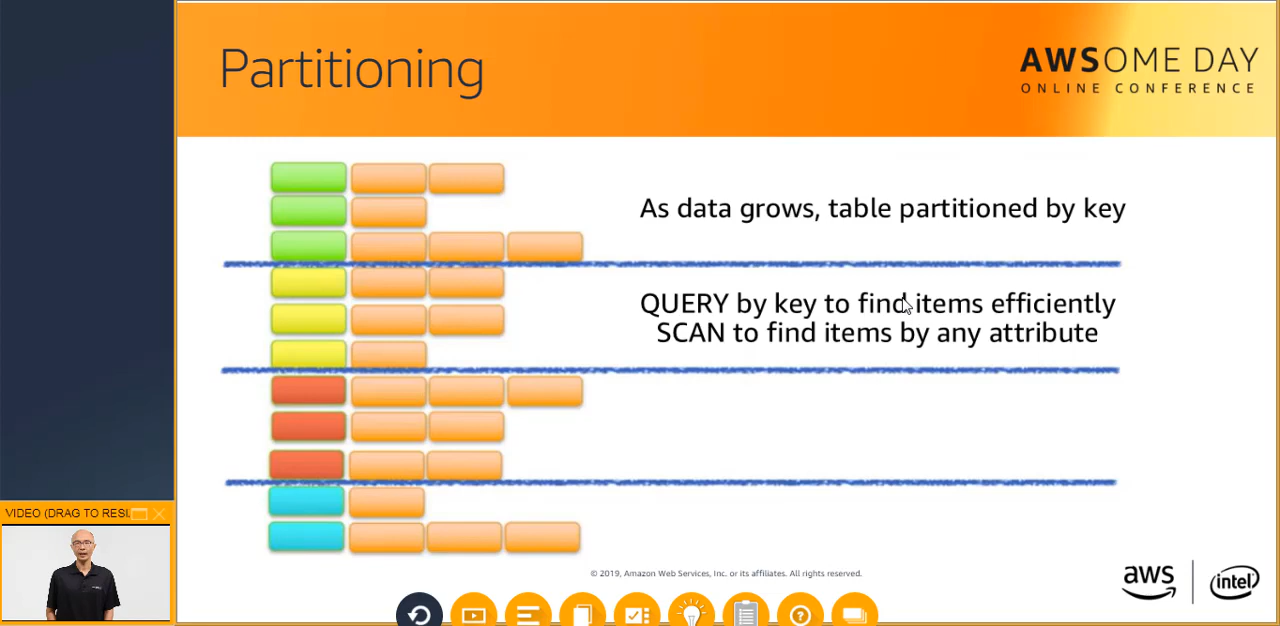 Partitioning
AWSOME DAY
ONLINE CONFERENCE
As data grows, table partitioned by key
QUERY by key to find items efficiently
SCAN to find items by any attribute
VIDEO (DRAG TO RESI
© 2019, Amazon Web Services, Inc. or its affiliates. All rights reserved.
aws
intel